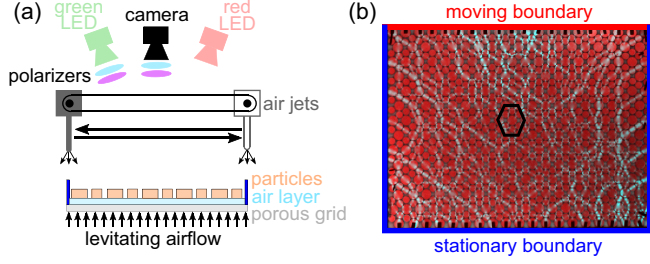 (a)
camera
green
LED
red
LED
polarizers
air jets
particles
air layer
porous grid
levitating airflow
(b)
moving boundary
stationary boundary